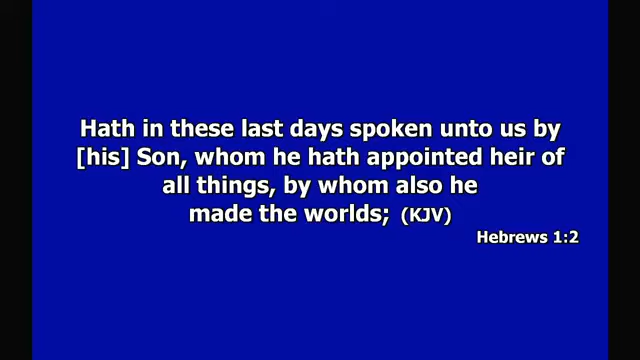 Hath in these last days spoken unto us by
[his] Son, whom he hath appointed heir of
all things, by whom also he
made the worlds; (KJV)
Hebrews 1:2